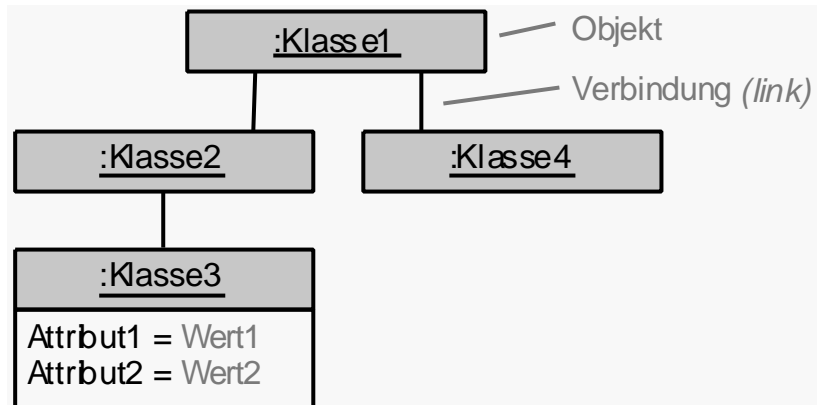 :Klasse1
Objekt
Verbindung (link)
:Klasse2
:Klasse4
:Klasse3
Attribut1 = Wert1
Attribut2 = Wert2